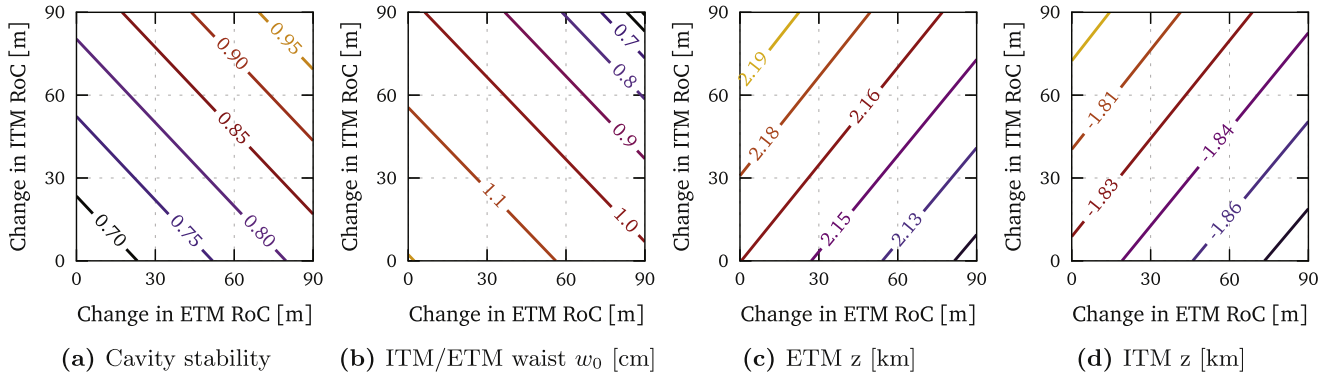 90
60
30
0
0 30 60 90
Change in ITM RoC [m]
Change in ETM RoC [m]
0.70
0.75
0.80
0.85
0.90
0.95
(a) Cavity stability
90
60
30
0
0 30 60 90
Change in ITM RoC [m]
Change in ETM RoC [m]
1.1
1.0
0.9
0.8
0.7
(b) ITM/ETM waist w₀ [cm]
90
60
30
0
0 30 60 90
Change in ITM RoC [m]
Change in ETM RoC [m]
2.19
2.18
2.16
2.15
2.13
(c) ETM z [km]
90
60
30
0
0 30 60 90
Change in ITM RoC [m]
Change in ETM RoC [m]
-1.81
-1.83
-1.84
-1.86
(d) ITM z [km]